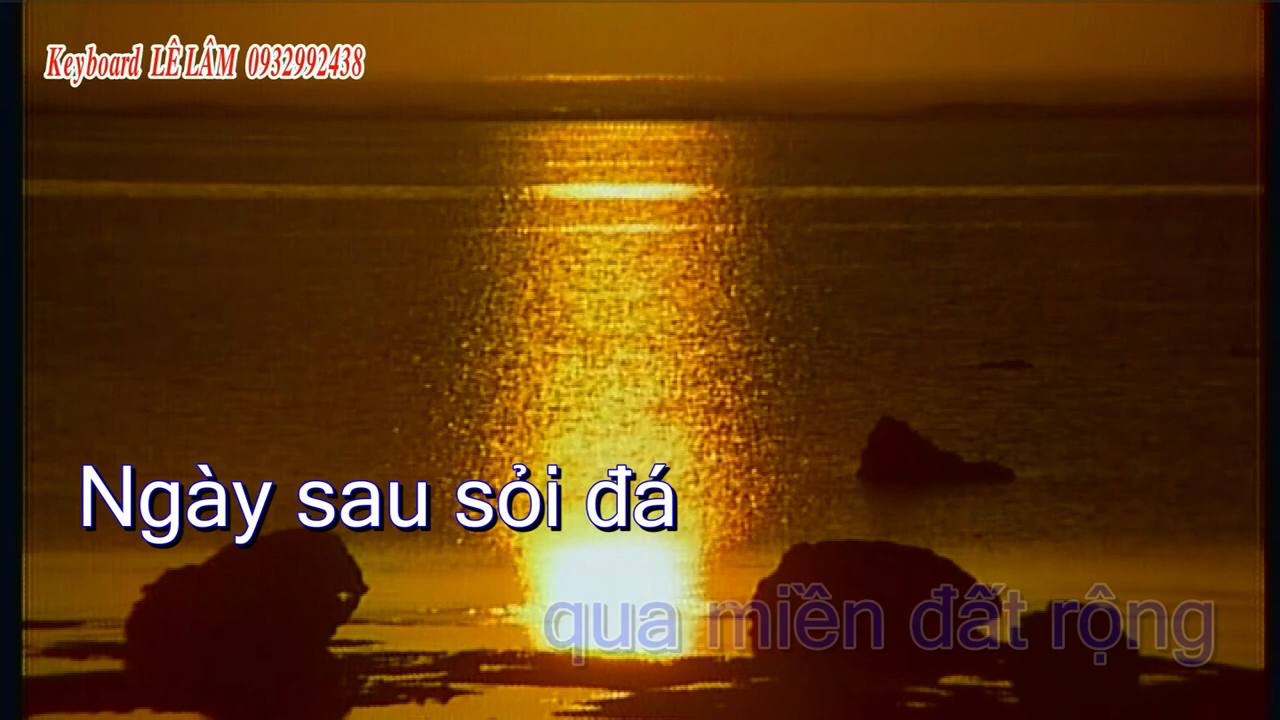 Keyboard LÊ LÂM 0932992438
Ngày sau sỏi đá
qua miền đất rộng